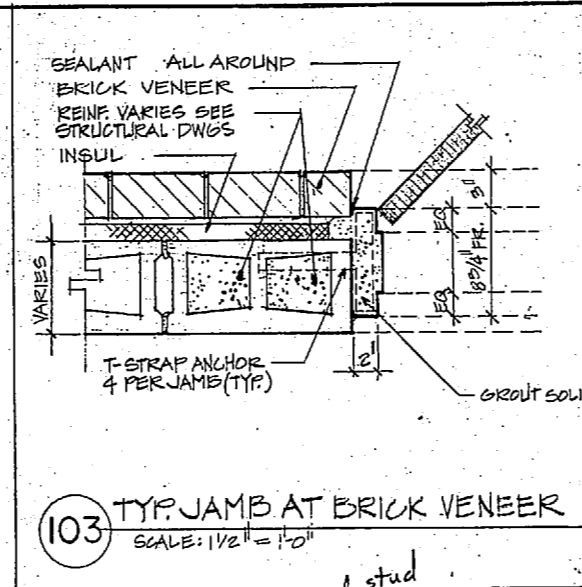 SEALANT ALL AROUND
BRICK VENEER
REINF. VARIES SEE
STRUCTURAL DWGS
INSUL
VARIES
3"
EQ
8 3/4" FR.
EQ
2"
T-STRAP ANCHOR
4 PER JAMB (TYP.)
GROUT SOLI
103 TYP. JAMB AT BRICK VENEER
SCALE: 1 1/2" = 1'-0"
stud